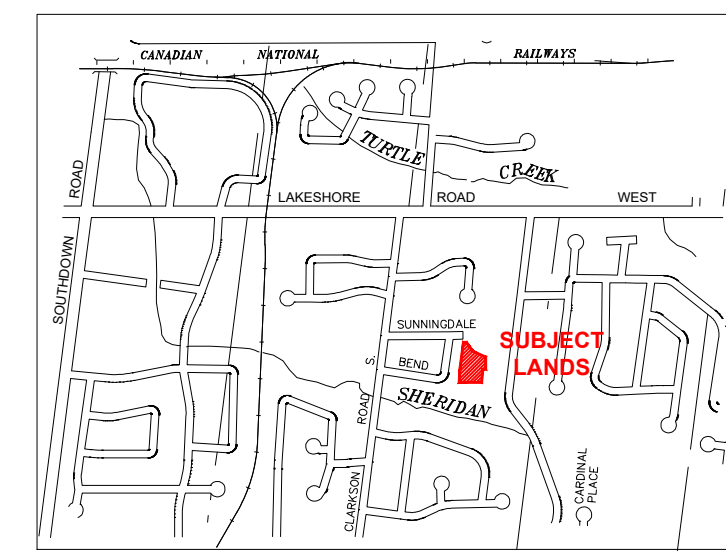 CANADIAN NATIONAL RAILWAYS
TURTLE CREEK
LAKESHORE ROAD WEST
SOUTHDOWN ROAD
SUNNINGDALE
BEND
SUBJECT
LANDS
SHERIDAN
CLARKSON ROAD S.
CARDINAL
PLACE